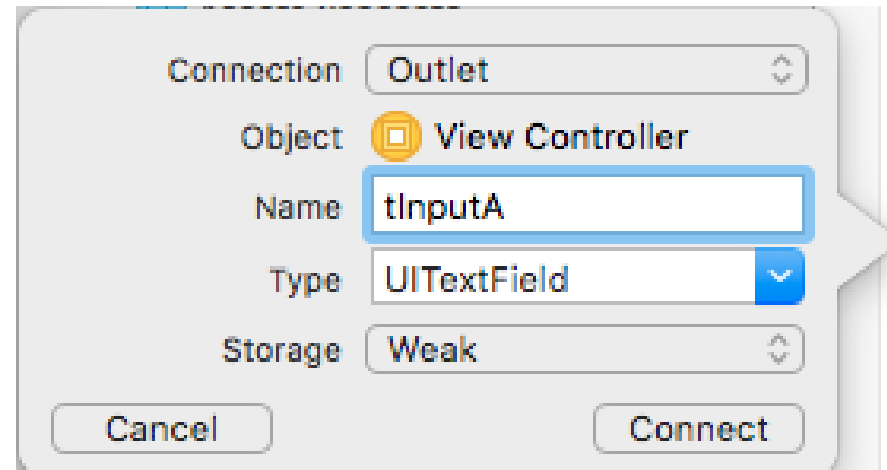 Connection Outlet
Object View Controller
Name tInputA
Type UITextField
Storage Weak
Cancel Connect